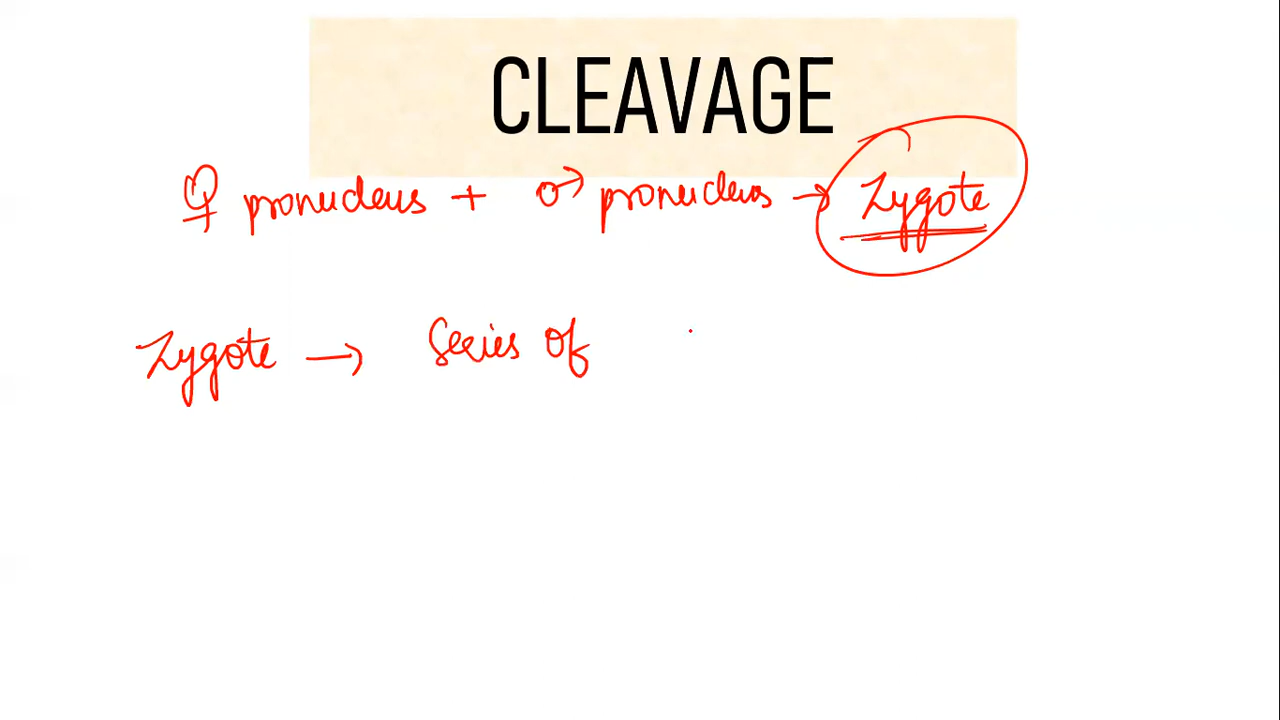 CLEAVAGE
♀ pronucleus + ♂ pronucleus → Zygote
Zygote → Series of